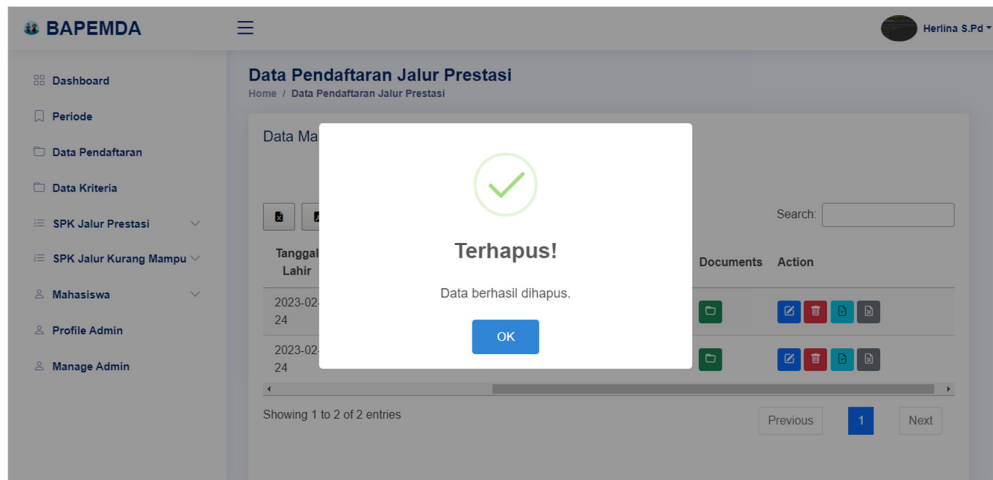 BAPEMDA
Herlina S.Pd
Dashboard
Periode
Data Pendaftaran
Data Kriteria
SPK Jalur Prestasi
SPK Jalur Kurang Mampu
Mahasiswa
Profile Admin
Manage Admin
Data Pendaftaran Jalur Prestasi
Home / Data Pendaftaran Jalur Prestasi
Data Ma
Search:
Tanggal
Lahir
Documents Action
2023-02-
24
2023-02-
24
Showing 1 to 2 of 2 entries
Previous 1 Next
Terhapus!
Data berhasil dihapus.
OK